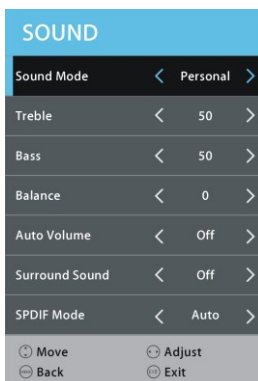 SOUND
Sound Mode < Personal >
Treble < 50 >
Bass < 50 >
Balance < 0 >
Auto Volume < Off >
Surround Sound < Off >
SPDIF Mode < Auto >
Move Adjust
Back Exit